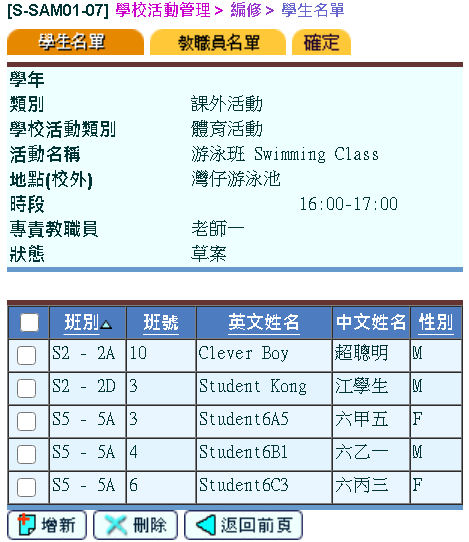 [S-SAM01-07] 學校活動管理 > 編修 > 學生名單
學生名單 教職員名單 確定
學年
類別 課外活動
學校活動類別 體育活動
活動名稱 游泳班 Swimming Class
地點(校外) 灣仔游泳池
時段 16:00-17:00
專責教職員 老師一
狀態 草案
班別 班號 英文姓名 中文姓名 性別
S2 - 2A 10 Clever Boy 超聰明 M
S2 - 2D 3 Student Kong 江學生 M
S5 - 5A 3 Student6A5 六甲五 F
S5 - 5A 4 Student6B1 六乙一 M
S5 - 5A 6 Student6C3 六丙三 F
增新 刪除 返回前頁